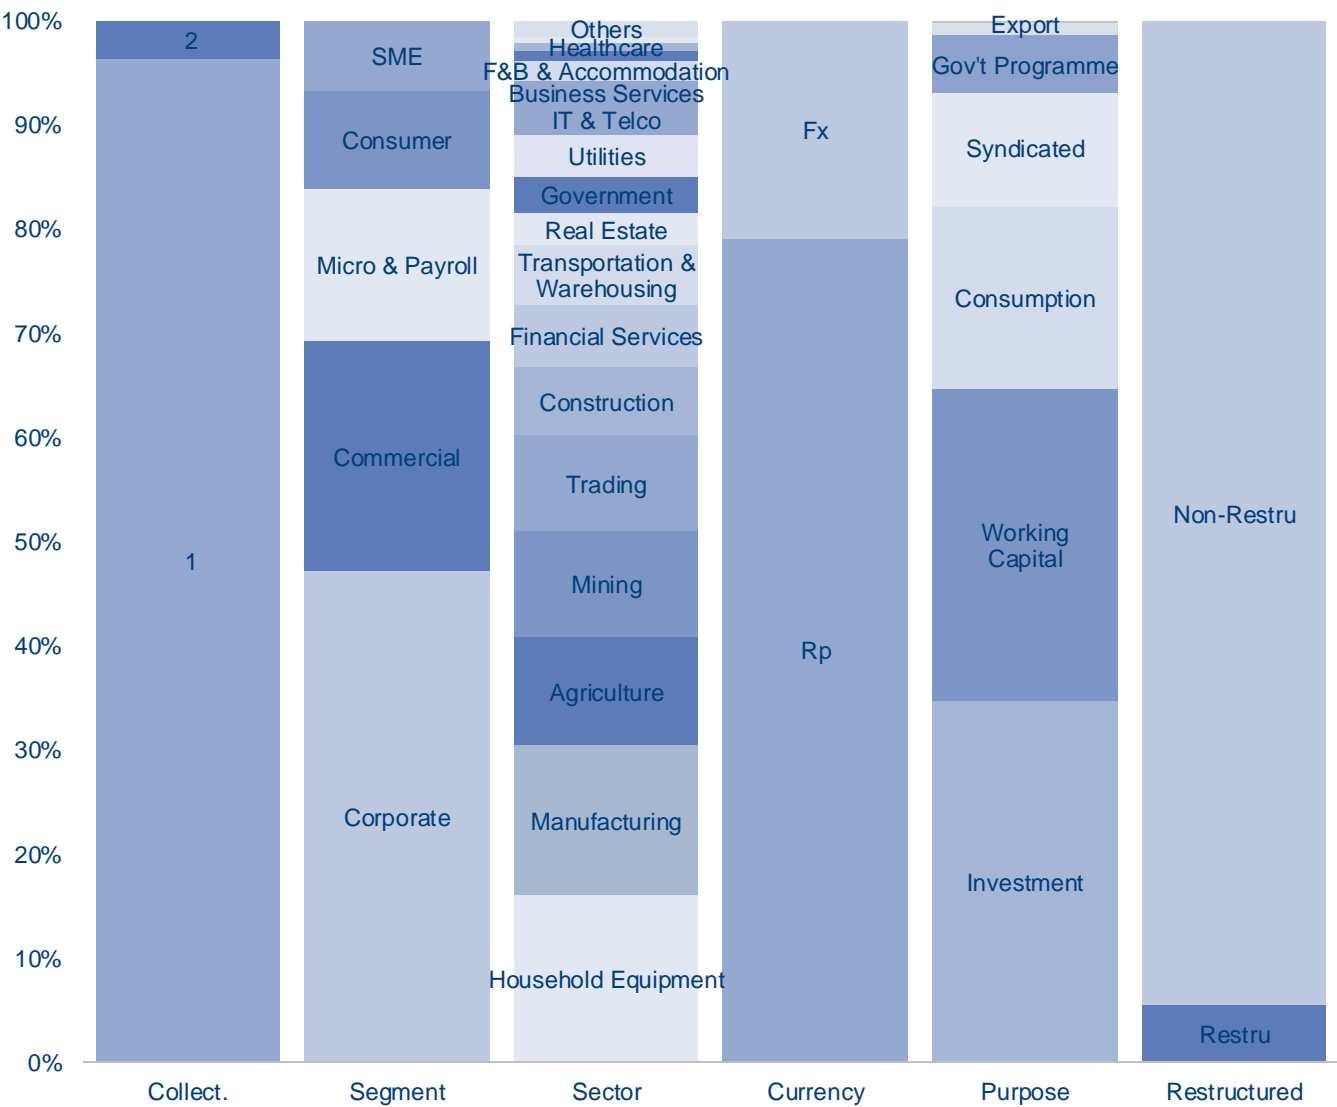 100%
90%
80%
70%
60%
50%
40%
30%
20%
10%
0%
2
1
SME
Consumer
Micro & Payroll
Commercial
Corporate
Others
Healthcare
F&B & Accommodation
Business Services
IT & Telco
Utilities
Government
Real Estate
Transportation &
Warehousing
Financial Services
Construction
Trading
Mining
Agriculture
Manufacturing
Household Equipment
Fx
Rp
Export
Gov't Programme
Syndicated
Consumption
Working
Capital
Investment
Non-Restru
Restru
Collect.
Segment
Sector
Currency
Purpose
Restructured